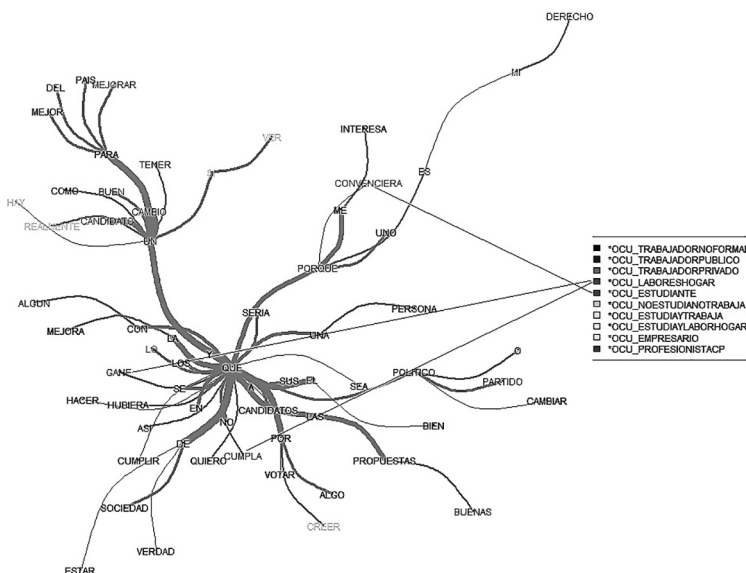 DERECHO
MI
PAIS
MEJORAR
DEL
MEJOR
PARA
INTERESA
VER
SI
TENER
ES
CONVENCIERA
COMO
BUEN
HAY
CAMBIO
ME
CANDIDATO
REALMENTE
UN
UNO
PORQUE
*OCU_TRABAJADORNOFORMAL
*OCU_TRABAJADORPUBLICO
*OCU_TRABAJADORPRIVADO
*OCU_LABORESHOGAR
*OCU_ESTUDIANTE
*OCU_NOESTUDIANOTRABAJA
*OCU_ESTUDIAYTRABAJA
*OCU_ESTUDIAYLABORHOGAR
*OCU_EMPRESARIO
*OCU_PROFESIONISTACP
ALGUN
SERIA
PERSONA
MEJORA
CON
LA
UNA
LO
Y
O
LOS
QUE
GANE
POLITICO
SE
A
SUS
EL
SEA
PARTIDO
HACER
HUBIERA
EN
CANDIDATOS
LAS
CAMBIAR
ASI
NO
BIEN
DE
POR
CUMPLIR
QUIERO
CUMPLA
VOTAR
PROPUESTAS
ALGO
SOCIEDAD
BUENAS
CREER
VERDAD
ESTAR